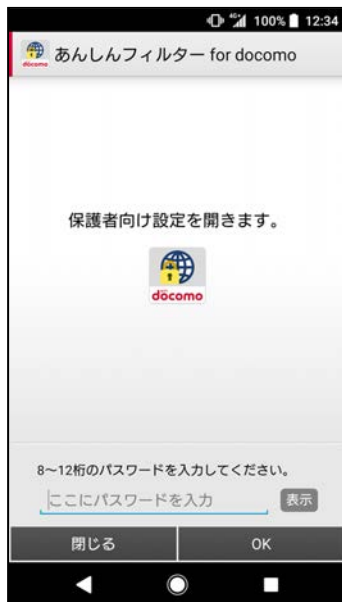 100% 12:34
あんしんフィルター for docomo
保護者向け設定を開きます。
döcomo
8～12桁のパスワードを入力してください。
ここにパスワードを入力 表示
閉じる OK